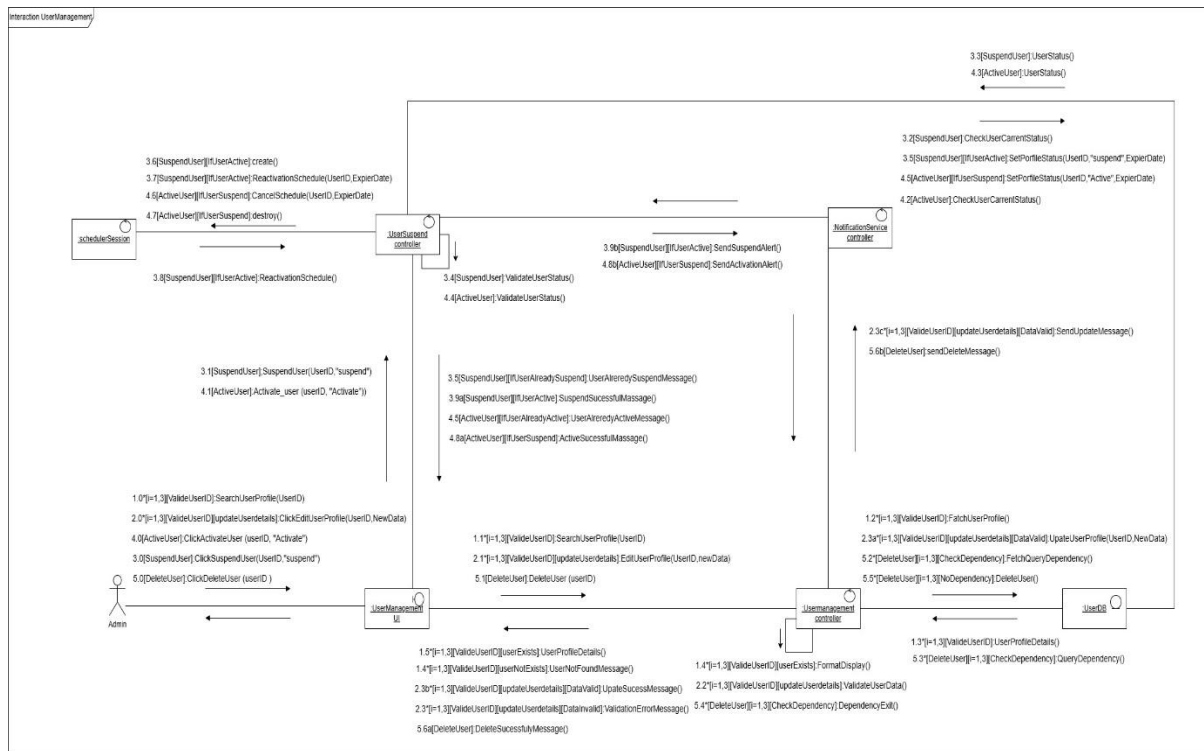 Interaction UserManagement
3.3[SuspendUser]:UserStatus()
4.3[ActiveUser]:UserStatus()
3.2[SuspendUser]:CheckUserCarrentStatus()
3.5[SuspendUser][IfUserActive]:SetPorfileStatus(UserID,"suspend",ExpierDate)
4.5[ActiveUser][IfUserSuspend]:SetPorfileStatus(UserID,"Active",ExpierDate)
4.2[ActiveUser]:CheckUserCarrentStatus()
3.6[SuspendUser][IfUserActive]:create()
3.7[SuspendUser][IfUserActive]:ReactivationSchedule(UserID,ExpierDate)
4.6[ActiveUser][IfUserSuspend]:CancelSchedule(UserID,ExpierDate)
4.7[ActiveUser][IfUserSuspend]:destroy()
:schedulerSession
:UserSuspend
controller
:NotificationService
controller
3.8[SuspendUser][IfUserActive]:ReactivationSchedule()
3.4[SuspendUser]:ValidateUserStatus()
4.4[ActiveUser]:ValidateUserStatus()
3.9b[SuspendUser][IfUserActive]:SendSuspendAlert()
4.8b[ActiveUser][IfUserSuspend]:SendActivationAlert()
2.3c*[i=1,3][ValideUserID][updateUserdetails][DataValid]:SendUpdateMessage()
5.6b[DeleteUser]:sendDeleteMessage()
3.1[SuspendUser]:SuspendUser(UserID,"suspend")
4.1[ActiveUser]:Activate_user (userID, "Activate"))
3.5[SuspendUser][IfUserAlreadySuspend]:UserAlreredySuspendMessage()
3.9a[SuspendUser][IfUserActive]:SuspendSucessfulMassage()
4.5[ActiveUser][IfUserAlreadyActive]:UserAlreredyActiveMessage()
4.8a[ActiveUser][IfUserSuspend]:ActiveSucessfulMassage()
1.0*[i=1,3][ValideUserID]:SearchUserProfile(UserID)
2.0*[i=1,3][ValideUserID][updateUserdetails]:ClickEditUserProfile(UserID,NewData)
4.0[ActiveUser]:ClickActivateUser (userID, "Activate")
3.0[SuspendUser]:ClickSuspendUser(UserID,"suspend")
5.0[DeleteUser]:ClickDeleteUser (userID )
1.1*[i=1,3][ValideUserID]:SearchUserProfile(UserID)
2.1*[i=1,3][ValideUserID][updateUserdetails]:EditUserProfile(UserID,newData)
5.1[DeleteUser]:DeleteUser (userID)
1.2*[i=1,3][ValideUserID]:FatchUserProfile()
2.3a*[i=1,3][ValideUserID][updateUserdetails][DataValid]:UpateUserProfile(UserID,NewData)
5.2*[DeleteUser][i=1,3][CheckDependency]:FetchQueryDependency()
5.5*[DeleteUser][i=1,3][NoDependency]:DeleteUser()
Admin
:UserManagement
UI
:Usermanagement
controller
:UserDB
1.5*[i=1,3][ValideUserID][userExists]:UserProfileDetails()
1.4*[i=1,3][ValideUserID][userNotExists]:UserNotFoundMessage()
2.3b*[i=1,3][ValideUserID][updateUserdetails][DataValid]:UpateSucessMessage()
2.3*[i=1,3][ValideUserID][updateUserdetails][DataInvalid]:ValidationErrorMessage()
5.6a[DeleteUser]:DeleteSucessfulyMessage()
1.4*[i=1,3][ValideUserID][userExists]:FormatDisplay()
2.2*[i=1,3][ValideUserID][updateUserdetails]:ValidateUserData()
5.4*[DeleteUser][i=1,3][CheckDependency]:DependencyExit()
1.3*[i=1,3][ValideUserID]:UserProfileDetails()
5.3*[DeleteUser][i=1,3][CheckDependency]:QueryDependency()